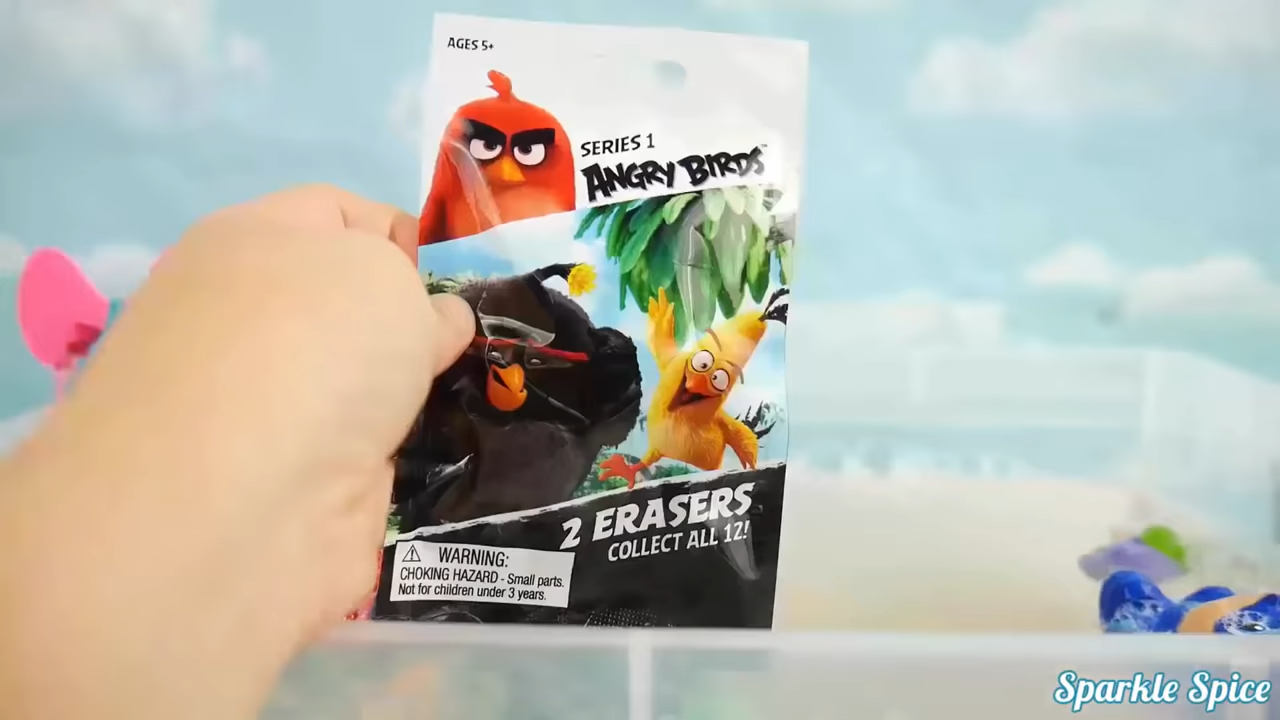 AGES 5+
SERIES 1
ANGRY BIRDS™
2 ERASERS
COLLECT ALL 12!
WARNING:
CHOKING HAZARD - Small parts.
Not for children under 3 years.
Sparkle Spice